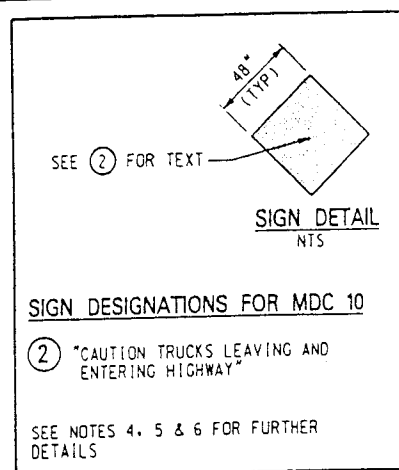 48"
(TYP)
SEE 2 FOR TEXT
SIGN DETAIL
NTS
SIGN DESIGNATIONS FOR MDC 10
2 "CAUTION TRUCKS LEAVING AND
ENTERING HIGHWAY"
SEE NOTES 4. 5 & 6 FOR FURTHER
DETAILS